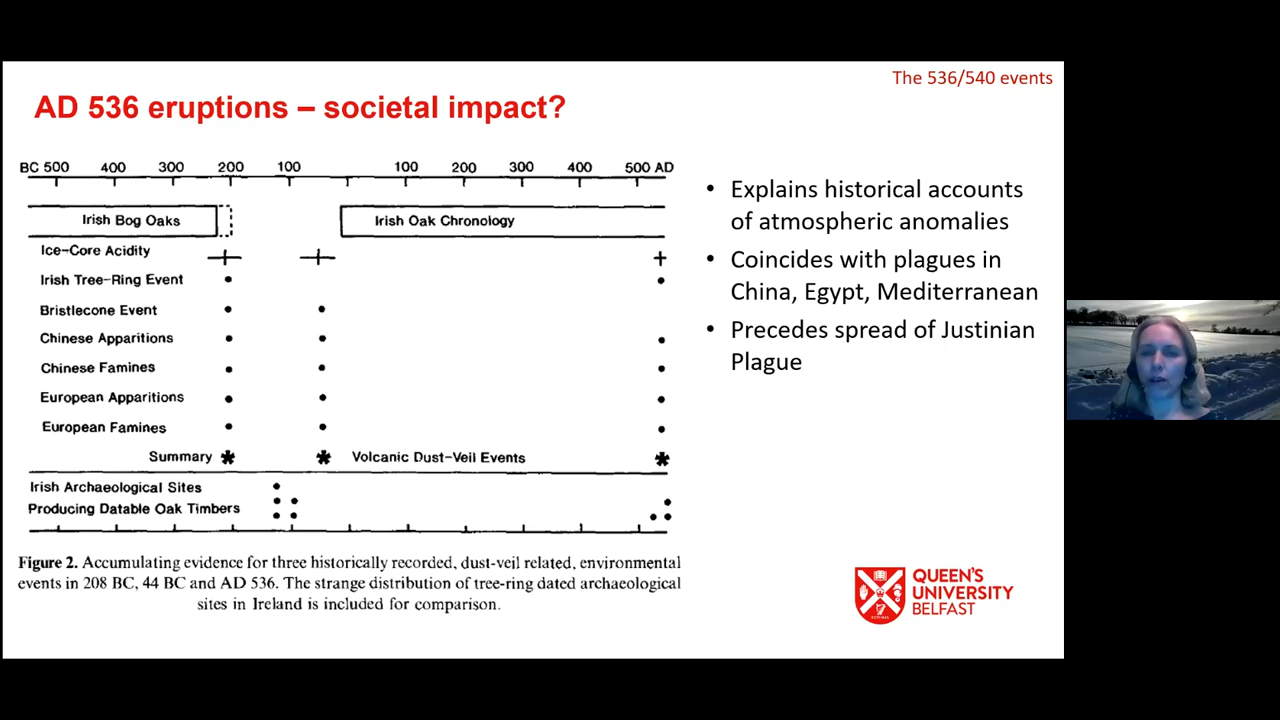 The 536/540 events
AD 536 eruptions – societal impact?
BC 500 400 300 200 100 100 200 300 400 500 AD
Irish Bog Oaks
Irish Oak Chronology
Ice-Core Acidity
Irish Tree-Ring Event
Bristlecone Event
Chinese Apparitions
Chinese Famines
European Apparitions
European Famines
Summary
Volcanic Dust-Veil Events
Irish Archaeological Sites
Producing Datable Oak Timbers
Figure 2. Accumulating evidence for three historically recorded, dust-veil related, environmental
events in 208 BC, 44 BC and AD 536. The strange distribution of tree-ring dated archaeological
sites in Ireland is included for comparison.
• Explains historical accounts
of atmospheric anomalies
• Coincides with plagues in
China, Egypt, Mediterranean
• Precedes spread of Justinian
Plague
QUEEN'S
UNIVERSITY
BELFAST